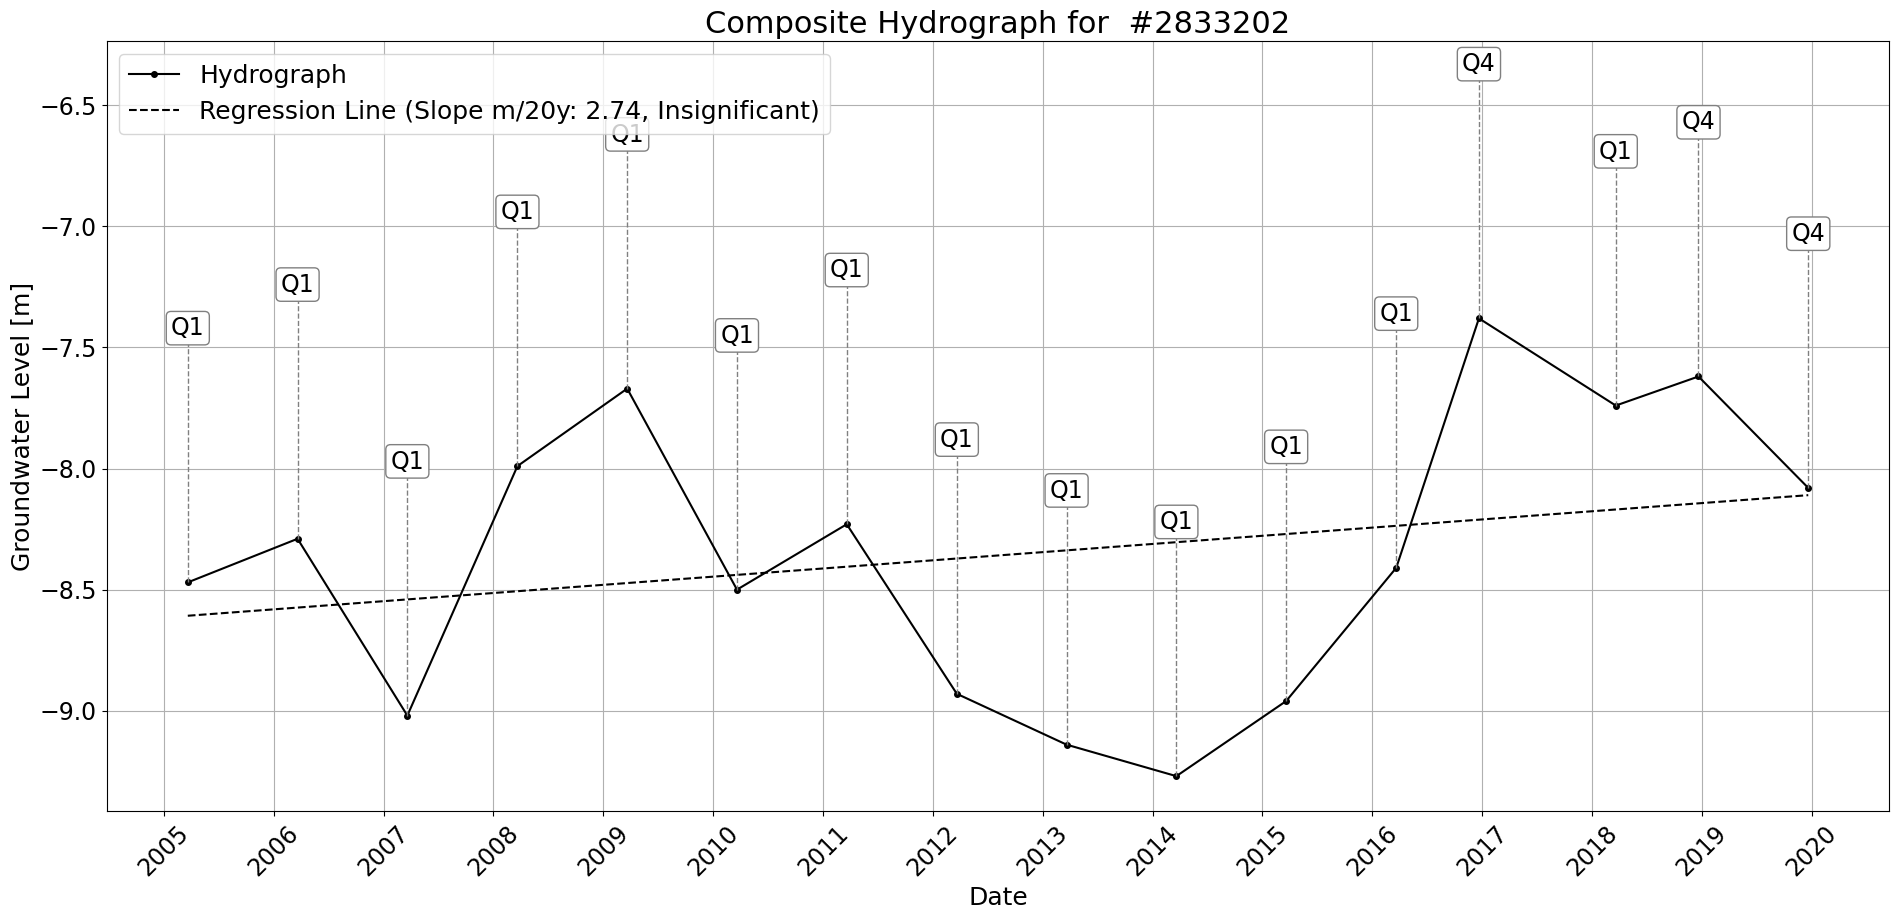 Composite Hydrograph for  #2833202
Hydrograph
Regression Line (Slope m/20y: 2.74, Insignificant)
Groundwater Level [m]
−6.5
−7.0
−7.5
−8.0
−8.5
−9.0
Q1
Q1
Q1
Q1
Q1
Q1
Q1
Q1
Q1
Q1
Q1
Q1
Q4
Q1
Q4
Q4
2005
2006
2007
2008
2009
2010
2011
2012
2013
2014
2015
2016
2017
2018
2019
2020
Date